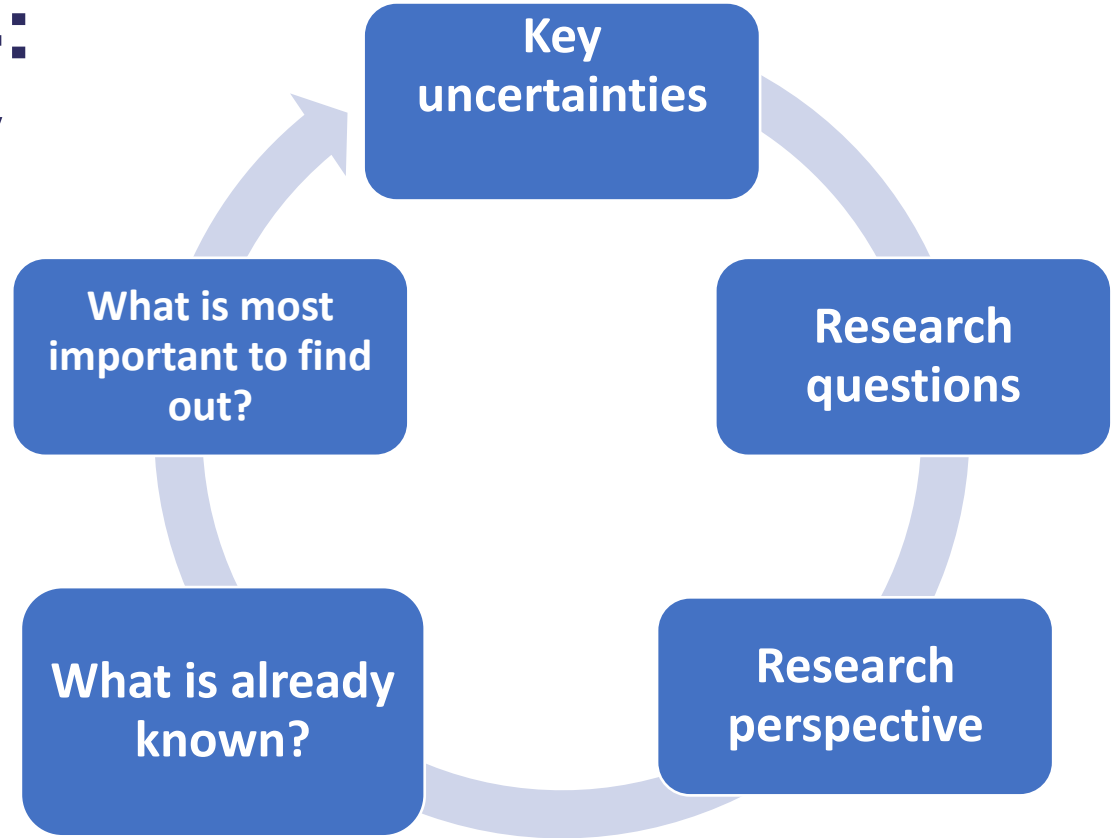 Key
uncertainties
Research
questions
Research
perspective
What is already
known?
What is most
important to find
out?